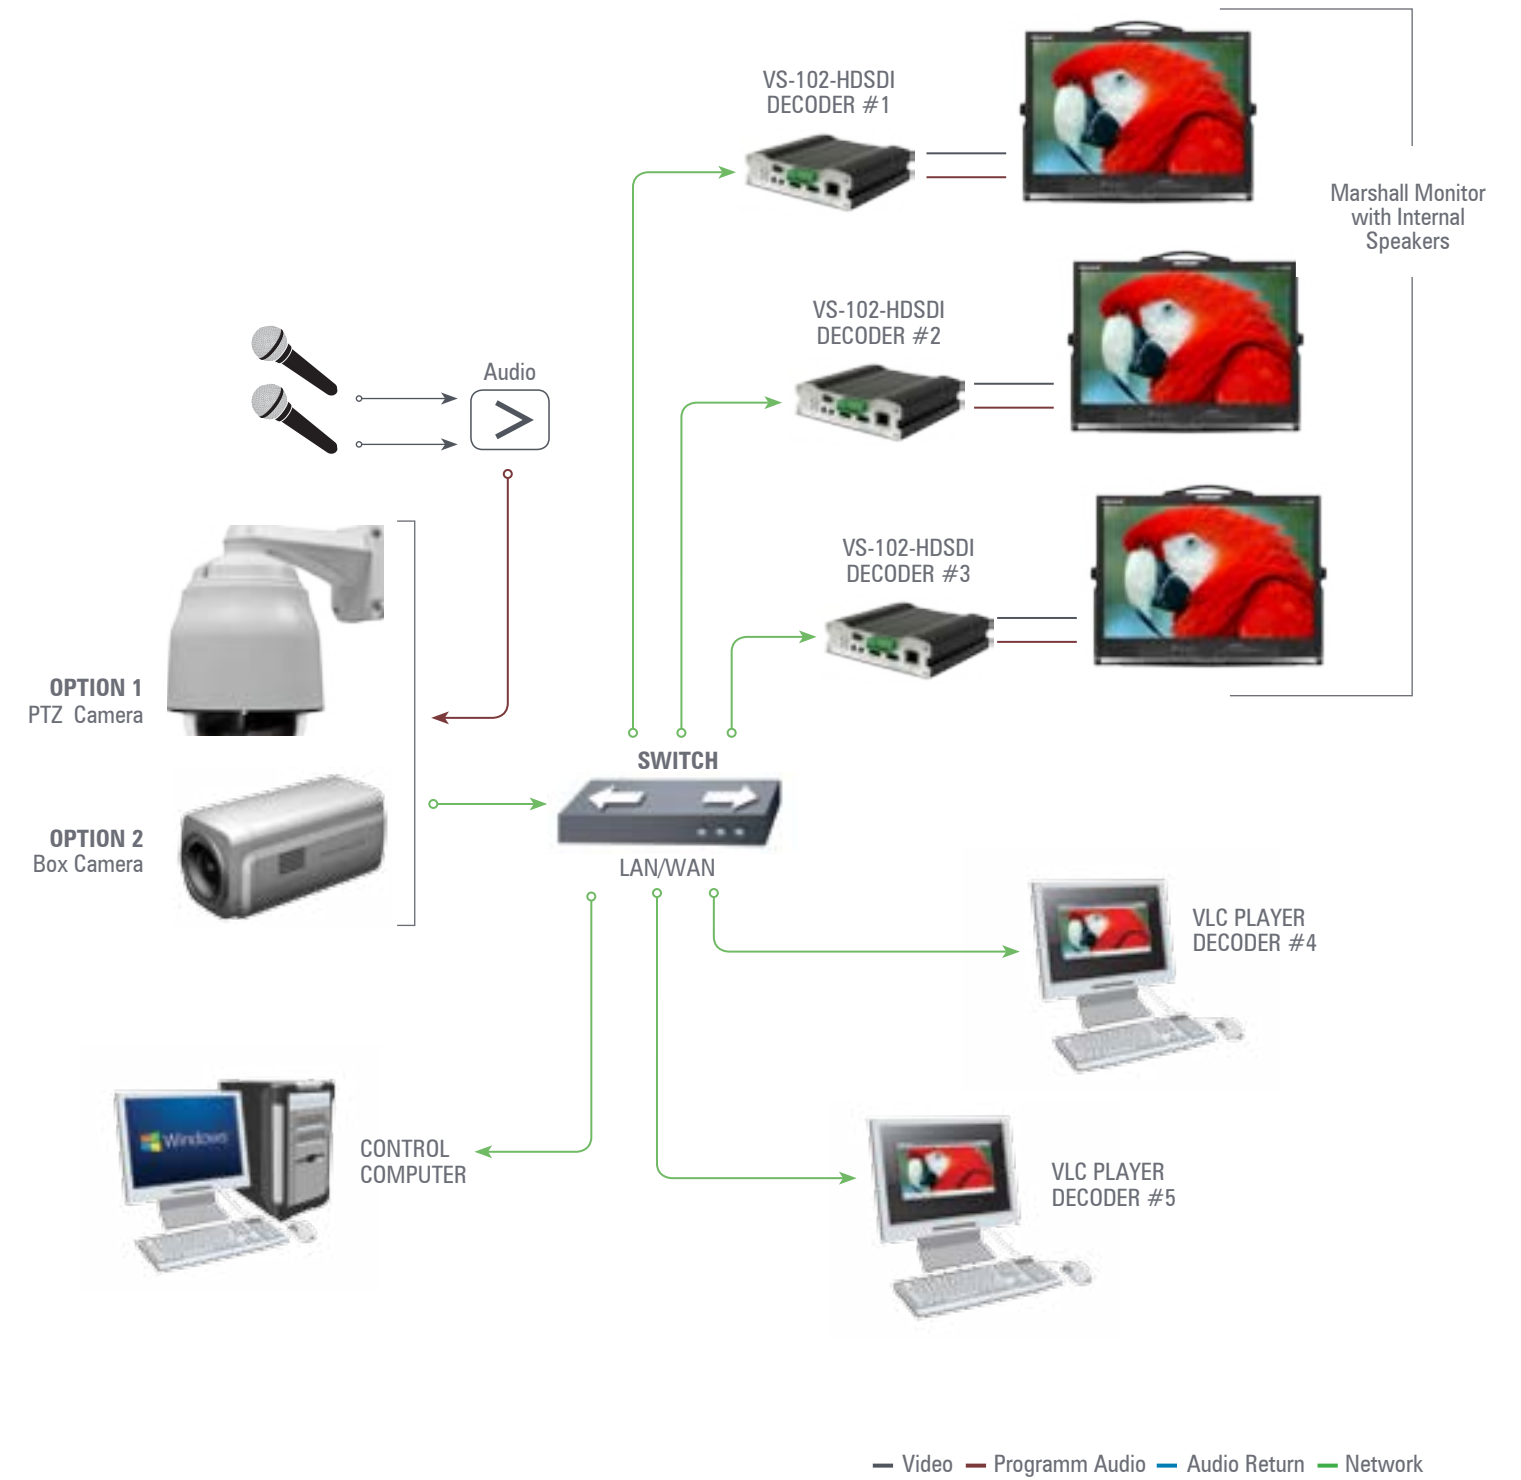 VS-102-HDSDI
DECODER #1
Marshall Monitor
with Internal
Speakers
VS-102-HDSDI
DECODER #2
Audio
VS-102-HDSDI
DECODER #3
OPTION 1
PTZ Camera
SWITCH
OPTION 2
Box Camera
LAN/WAN
VLC PLAYER
DECODER #4
Windows
CONTROL
COMPUTER
VLC PLAYER
DECODER #5
Video
Programm Audio
Audio Return
Network